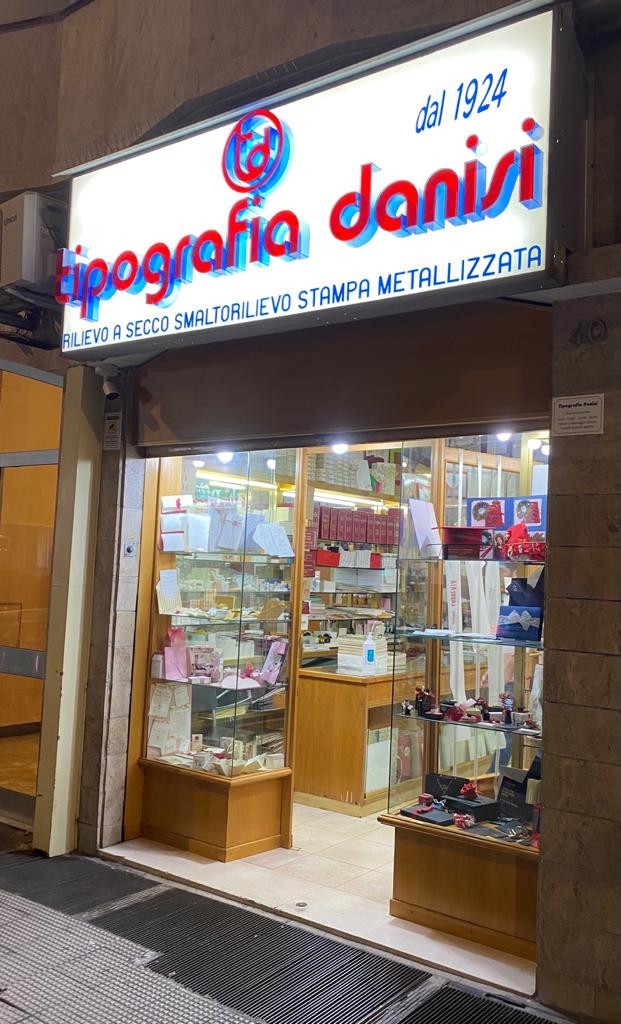 dal 1924
td
tipografia danisi
RILIEVO A SECCO SMALTORILIEVO STAMPA METALLIZZATA
40
Tipografia Danisi